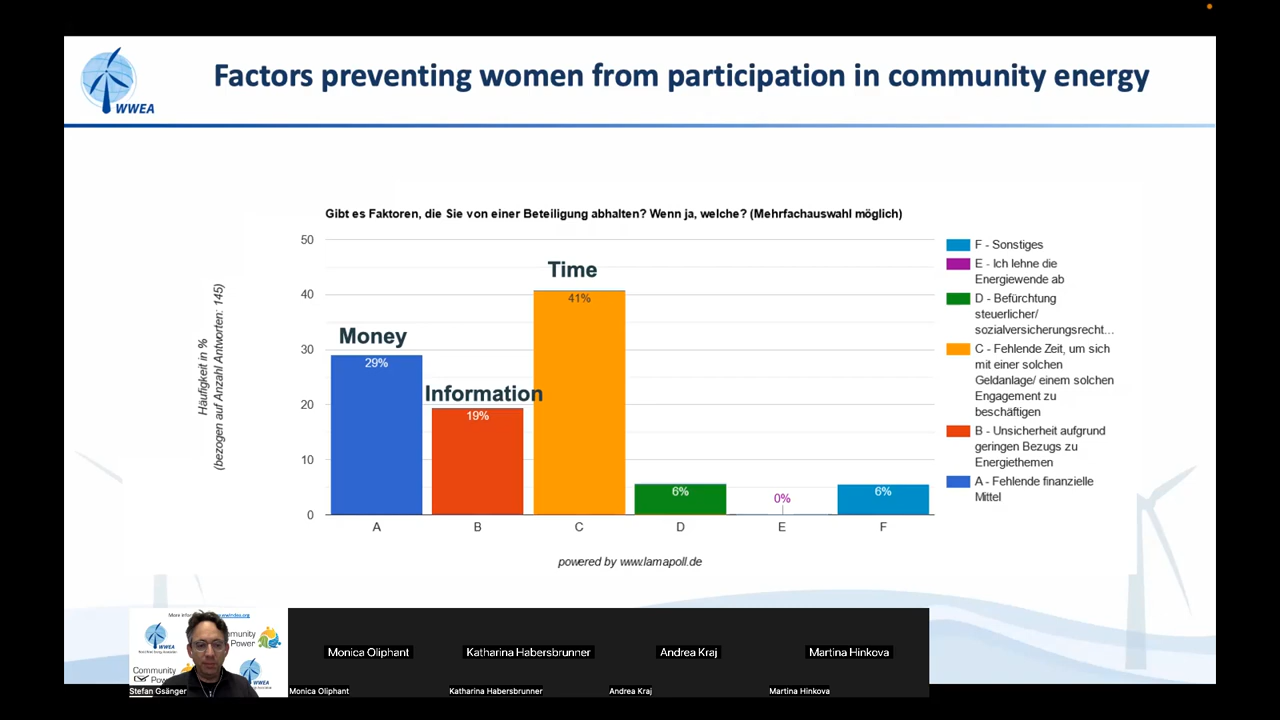 WWEA
Factors preventing women from participation in community energy
Gibt es Faktoren, die Sie von einer Beteiligung abhalten? Wenn ja, welche? (Mehrfachauswahl möglich)
Häufigkeit in %
(bezogen auf Anzahl Antworten: 145)
50
40
30
20
10
0
Money
29%
Information
19%
Time
41%
6%
0%
6%
A
B
C
D
E
F
F - Sonstiges
E - Ich lehne die
Energiewende ab
D - Befürchtung
steuerlicher/
sozialversicherungsrecht...
C - Fehlende Zeit, um sich
mit einer solchen
Geldanlage/ einem solchen
Engagement zu
beschäftigen
B - Unsicherheit aufgrund
geringen Bezugs zu
Energiethemen
A - Fehlende finanzielle
Mittel
powered by www.lamapoll.de
More
WWEA
Community
Power
WWEA
Stefan Gsänger
Monica Oliphant
Katharina Habersbrunner
Andrea Kraj
Martina Hinkova
Monica Oliphant
Katharina Habersbrunner
Andrea Kraj
Martina Hinkova